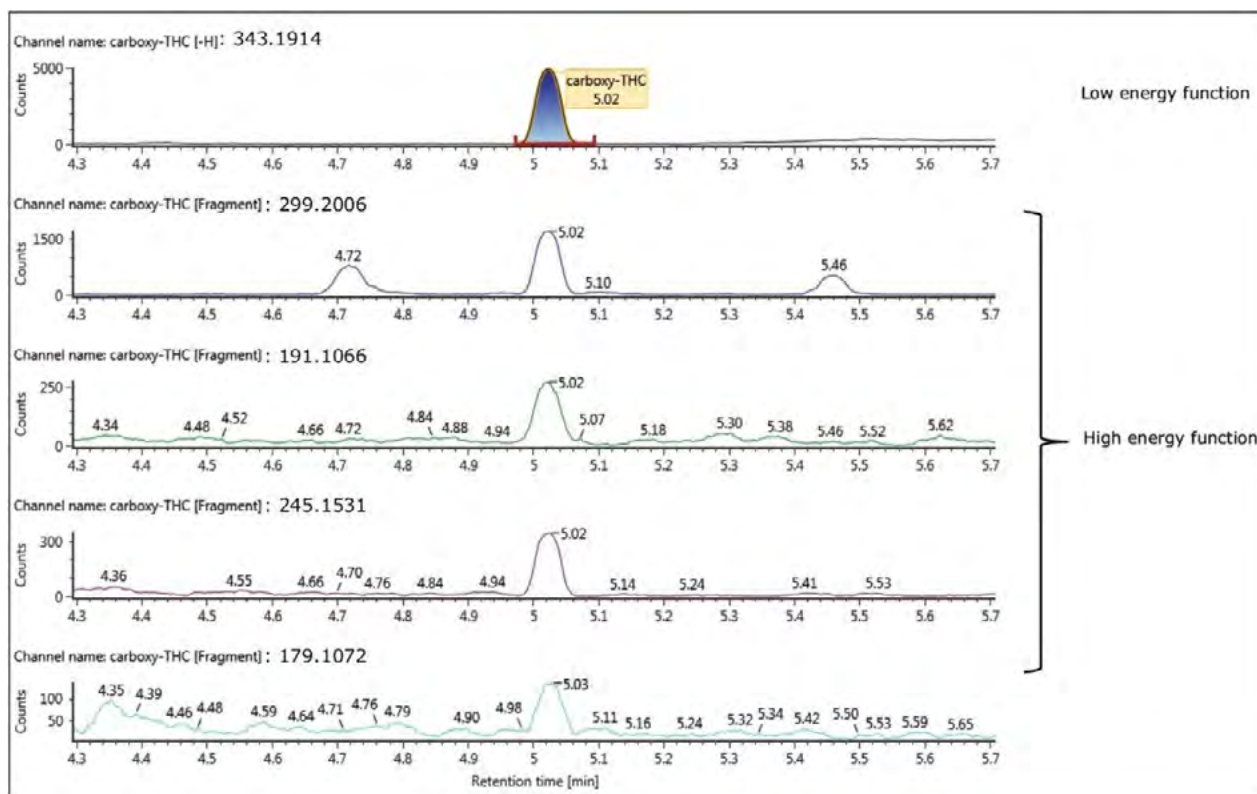 Channel name: carboxy-THC [-H]: 343.1914
Counts
5000
0
carboxy-THC
5.02
Low energy function
4.3 4.4 4.5 4.6 4.7 4.8 4.9 5 5.1 5.2 5.3 5.4 5.5 5.6 5.7
Channel name: carboxy-THC [Fragment] : 299.2006
Counts
1500
0
4.72 5.02 5.10 5.46
4.3 4.4 4.5 4.6 4.7 4.8 4.9 5 5.1 5.2 5.3 5.4 5.5 5.6 5.7
Channel name: carboxy-THC [Fragment] : 191.1066
Counts
250
0
4.34 4.48 4.52 4.66 4.72 4.84 4.88 4.94 5.02 5.07 5.18 5.30 5.38 5.46 5.52 5.62
High energy function
4.3 4.4 4.5 4.6 4.7 4.8 4.9 5 5.1 5.2 5.3 5.4 5.5 5.6 5.7
Channel name: carboxy-THC [Fragment] : 245.1531
Counts
300
0
4.36 4.55 4.66 4.70 4.76 4.84 4.94 5.02 5.14 5.24 5.41 5.53
4.3 4.4 4.5 4.6 4.7 4.8 4.9 5 5.1 5.2 5.3 5.4 5.5 5.6 5.7
Channel name: carboxy-THC [Fragment] : 179.1072
Counts
100
50
4.35 4.39 4.46 4.48 4.59 4.64 4.71 4.76 4.79 4.90 4.98 5.03 5.11 5.16 5.24 5.32 5.34 5.42 5.50 5.53 5.59 5.65
4.3 4.4 4.5 4.6 4.7 4.8 4.9 5 5.1 5.2 5.3 5.4 5.5 5.6 5.7
Retention time [min]